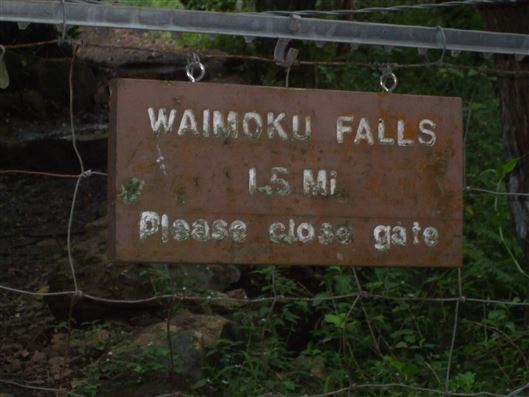 WAIMOKU FALLS
1.5 MI.
Please close gate